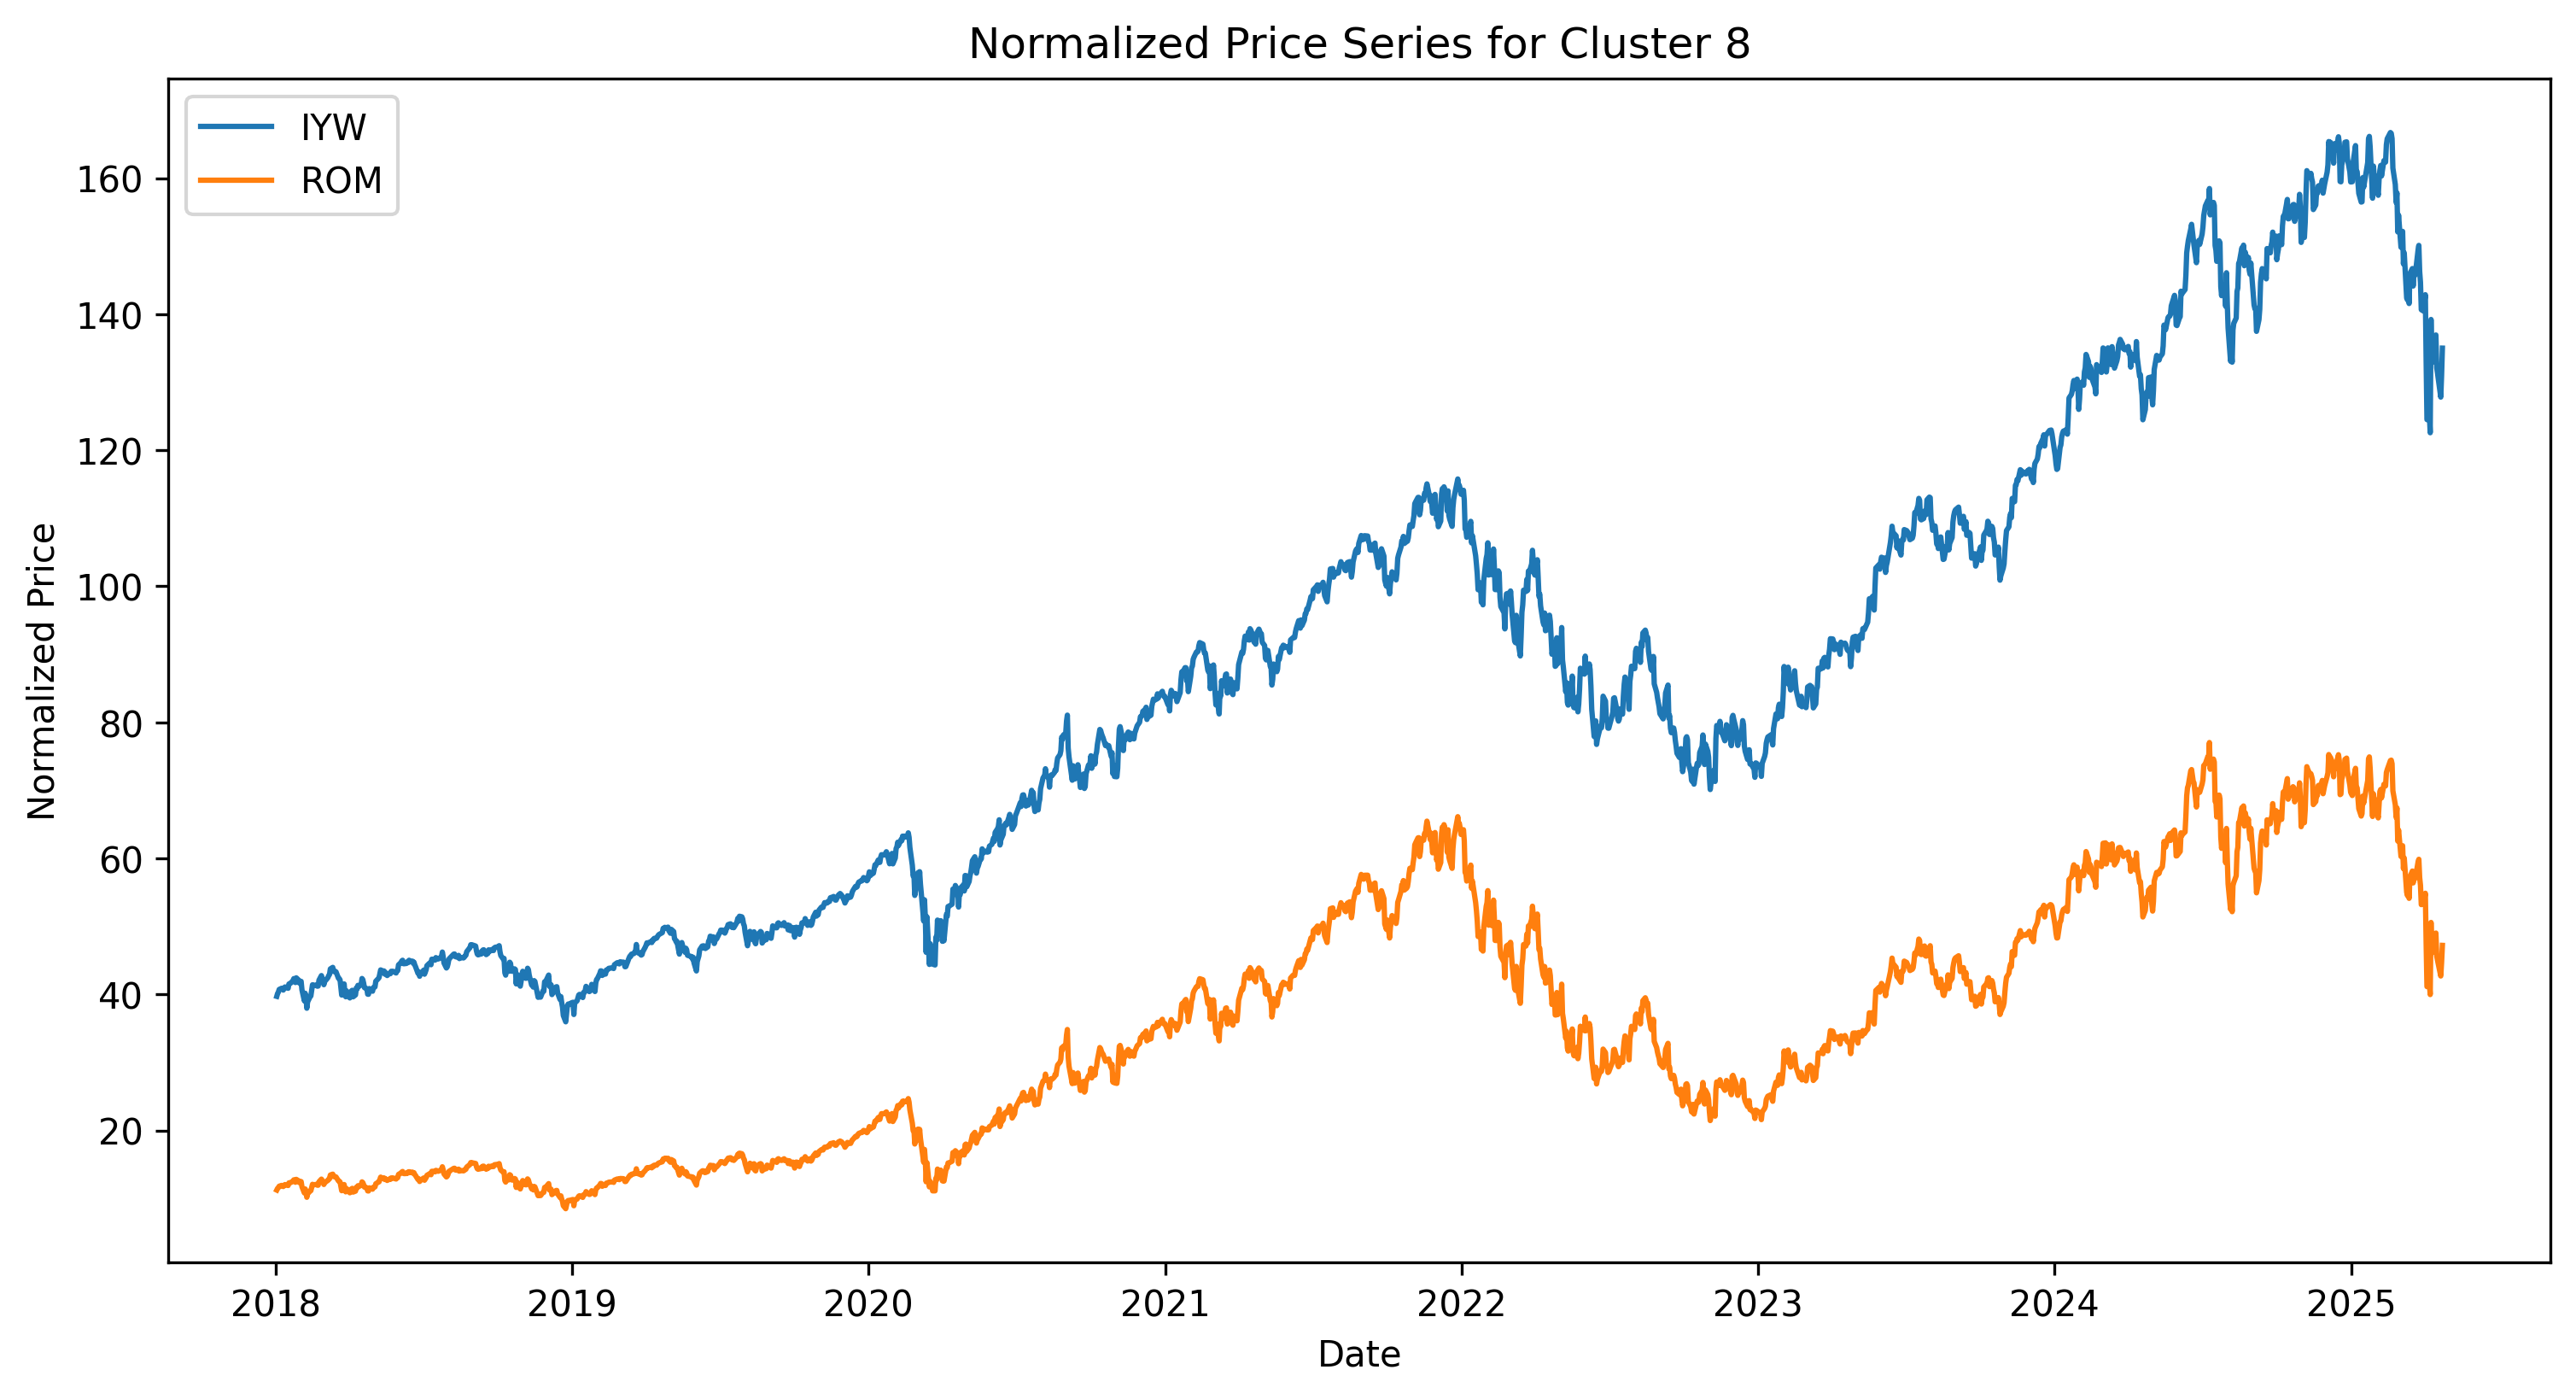 Normalized Price Series for Cluster 8
IYW
ROM
Normalized Price
160
140
120
100
80
60
40
20
2018 2019 2020 2021 2022 2023 2024 2025
Date